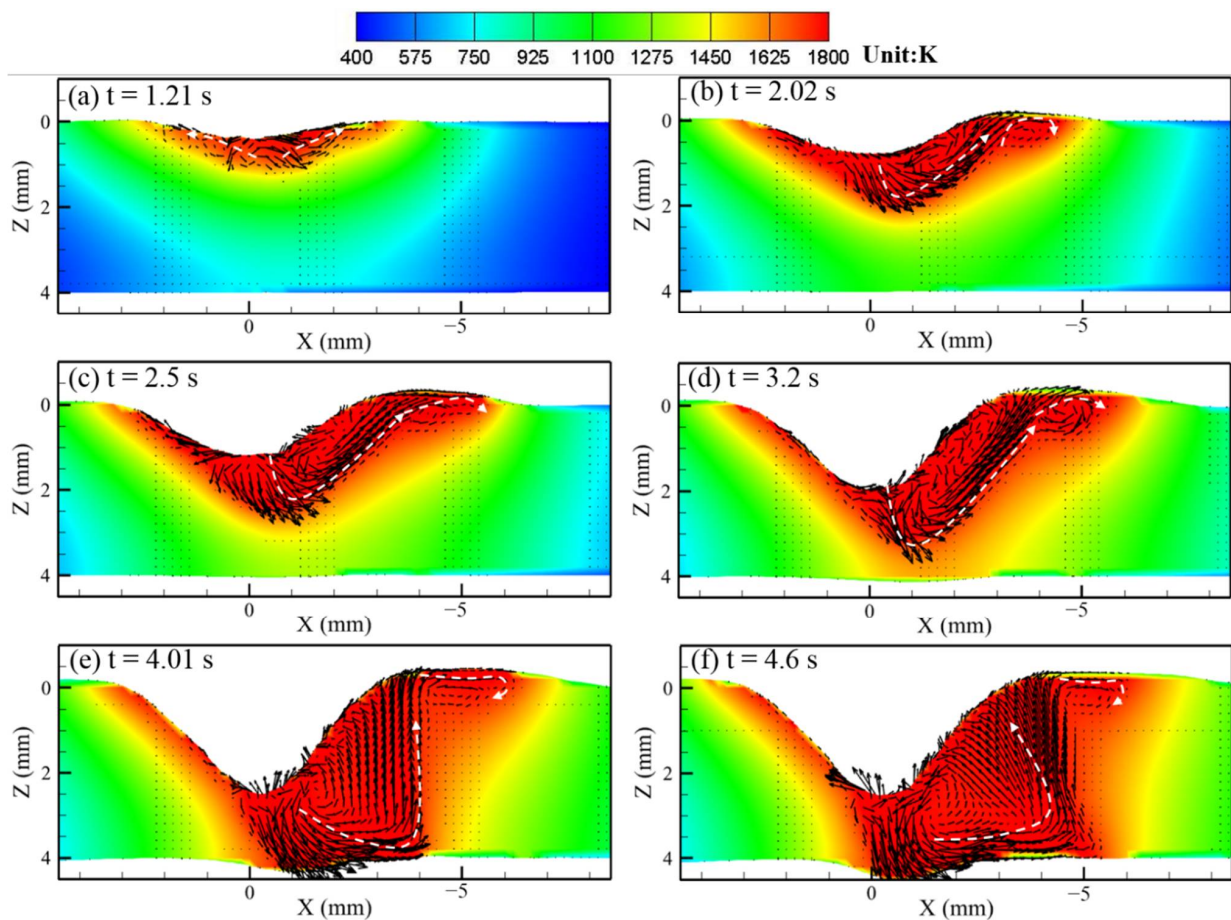 400 575 750 925 1100 1275 1450 1625 1800 Unit:K
(a) t = 1.21 s
0
2
4
Z (mm)
0 −5
X (mm)
(b) t = 2.02 s
0
2
4
Z (mm)
0 −5
X (mm)
(c) t = 2.5 s
0
2
4
Z (mm)
0 −5
X (mm)
(d) t = 3.2 s
0
2
4
Z (mm)
0 −5
X (mm)
(e) t = 4.01 s
0
2
4
Z (mm)
0 −5
X (mm)
(f) t = 4.6 s
0
2
4
Z (mm)
0 −5
X (mm)